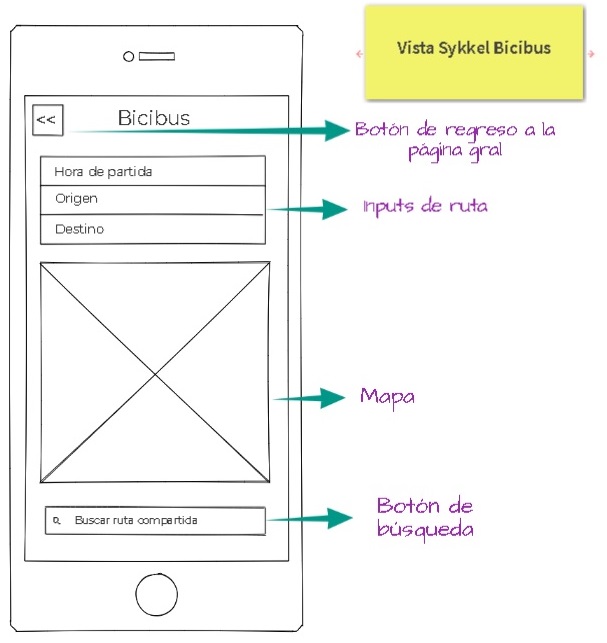 Vista Sykkel Bicibus
<< Bicibus
Botón de regreso a la
página gral
Hora de partida
Origen
Destino
Inputs de ruta
Mapa
Buscar ruta compartida
Botón de
búsqueda